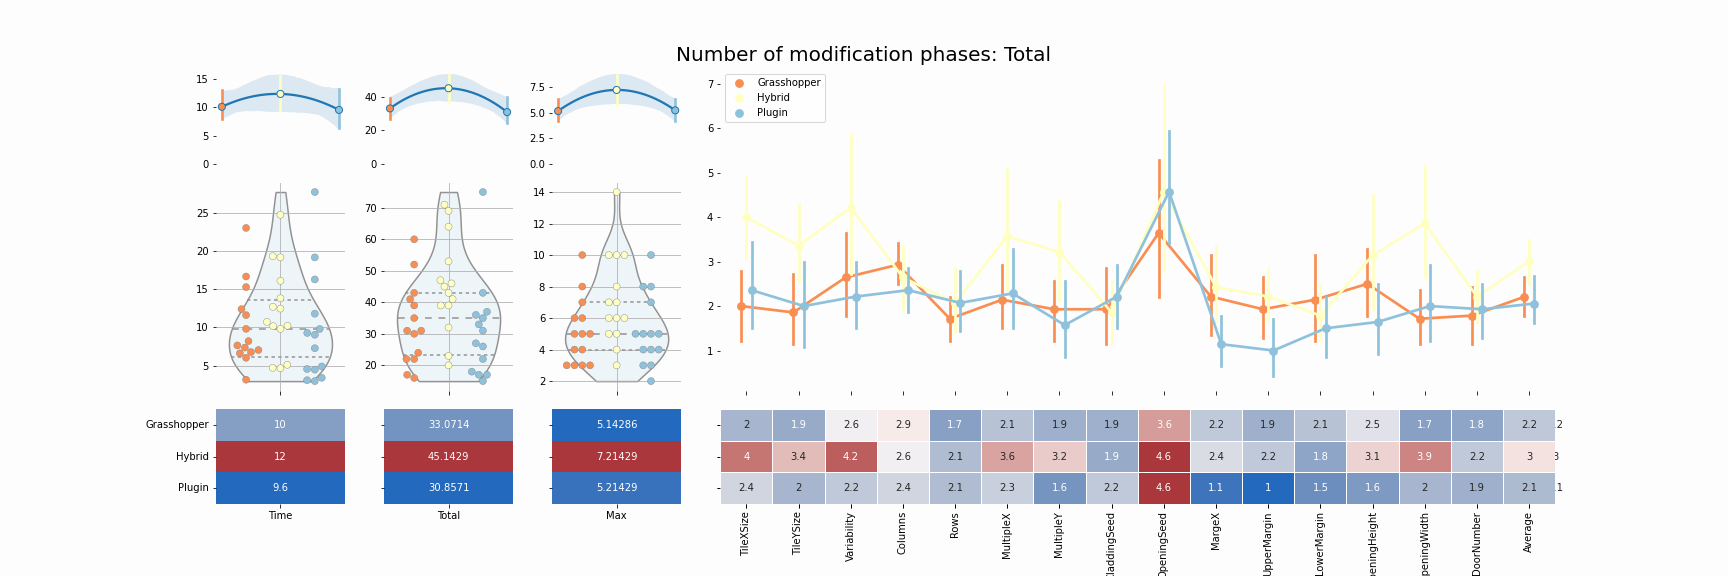 Number of modification phases: Total
15
10
5
0
40
20
0
7.5
5.0
2.5
0.0
25
20
15
10
5
70
60
50
40
30
20
14
12
10
8
6
4
2
Grasshopper
Hybrid
Plugin
7
6
5
4
3
2
1
Grasshopper 10 33.0714 5.14286 2 1.9 2.6 2.9 1.7 2.1 1.9 1.9 3.6 2.2 1.9 2.1 2.5 1.7 1.8 2.2 2
Hybrid 12 45.1429 7.21429 4 3.4 4.2 2.6 2.1 3.6 3.2 1.9 4.6 2.4 2.2 1.8 3.1 3.9 2.2 3 3
Plugin 9.6 30.8571 5.21429 2.4 2 2.2 2.4 2.1 2.3 1.6 2.2 4.6 1.1 1 1.5 1.6 2 1.9 2.1 1
Time Total Max
TileXSize
TileYSize
Variability
Columns
Rows
MultipleX
MultipleY
CladdingSeed
OpeningSeed
MargeX
UpperMargin
LowerMargin
peningHeight
peningWidth
DoorNumber
Average